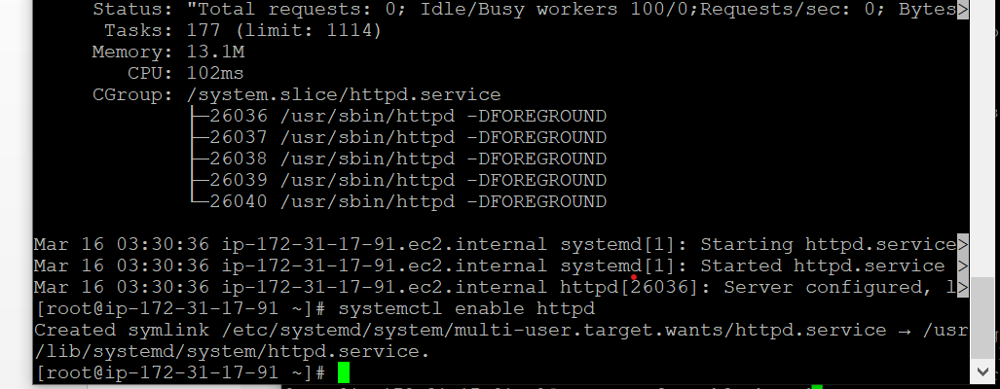 Status: "Total requests: 0; Idle/Busy workers 100/0;Requests/sec: 0; Bytes>
Tasks: 177 (limit: 1114)
Memory: 13.1M
CPU: 102ms
CGroup: /system.slice/httpd.service
├─26036 /usr/sbin/httpd -DFOREGROUND
├─26037 /usr/sbin/httpd -DFOREGROUND
├─26038 /usr/sbin/httpd -DFOREGROUND
├─26039 /usr/sbin/httpd -DFOREGROUND
└─26040 /usr/sbin/httpd -DFOREGROUND
Mar 16 03:30:36 ip-172-31-17-91.ec2.internal systemd[1]: Starting httpd.service>
Mar 16 03:30:36 ip-172-31-17-91.ec2.internal systemd[1]: Started httpd.service >
Mar 16 03:30:36 ip-172-31-17-91.ec2.internal httpd[26036]: Server configured, l>
[root@ip-172-31-17-91 ~]# systemctl enable httpd
Created symlink /etc/systemd/system/multi-user.target.wants/httpd.service → /usr
/lib/systemd/system/httpd.service.
[root@ip-172-31-17-91 ~]#